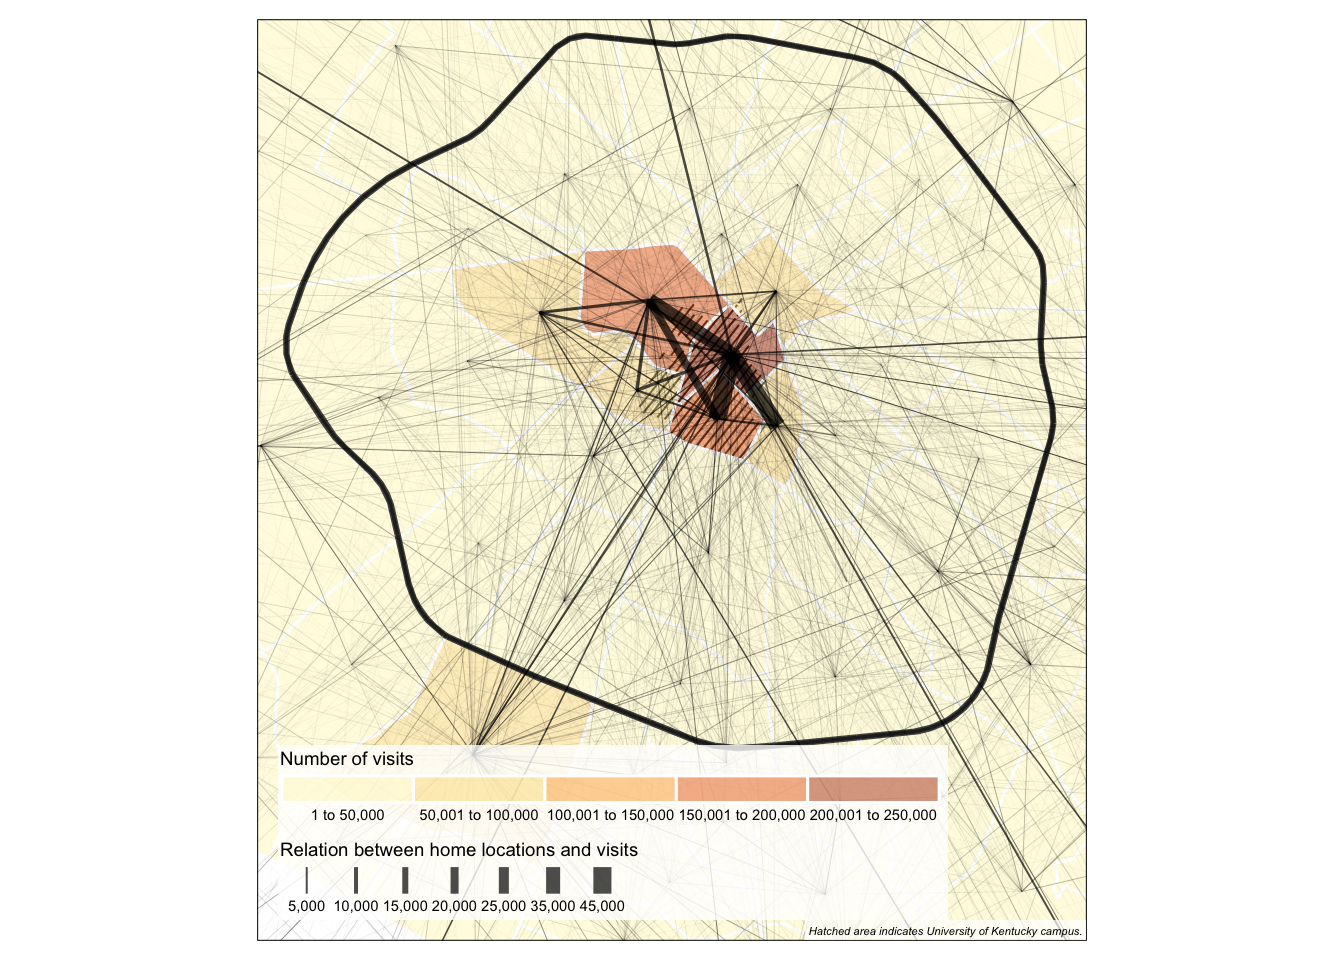 Number of visits
1 to 50,000 50,001 to 100,000 100,001 to 150,000 150,001 to 200,000 200,001 to 250,000
Relation between home locations and visits
5,000 10,000 15,000 20,000 25,000 35,000 45,000
Hatched area indicates University of Kentucky campus.